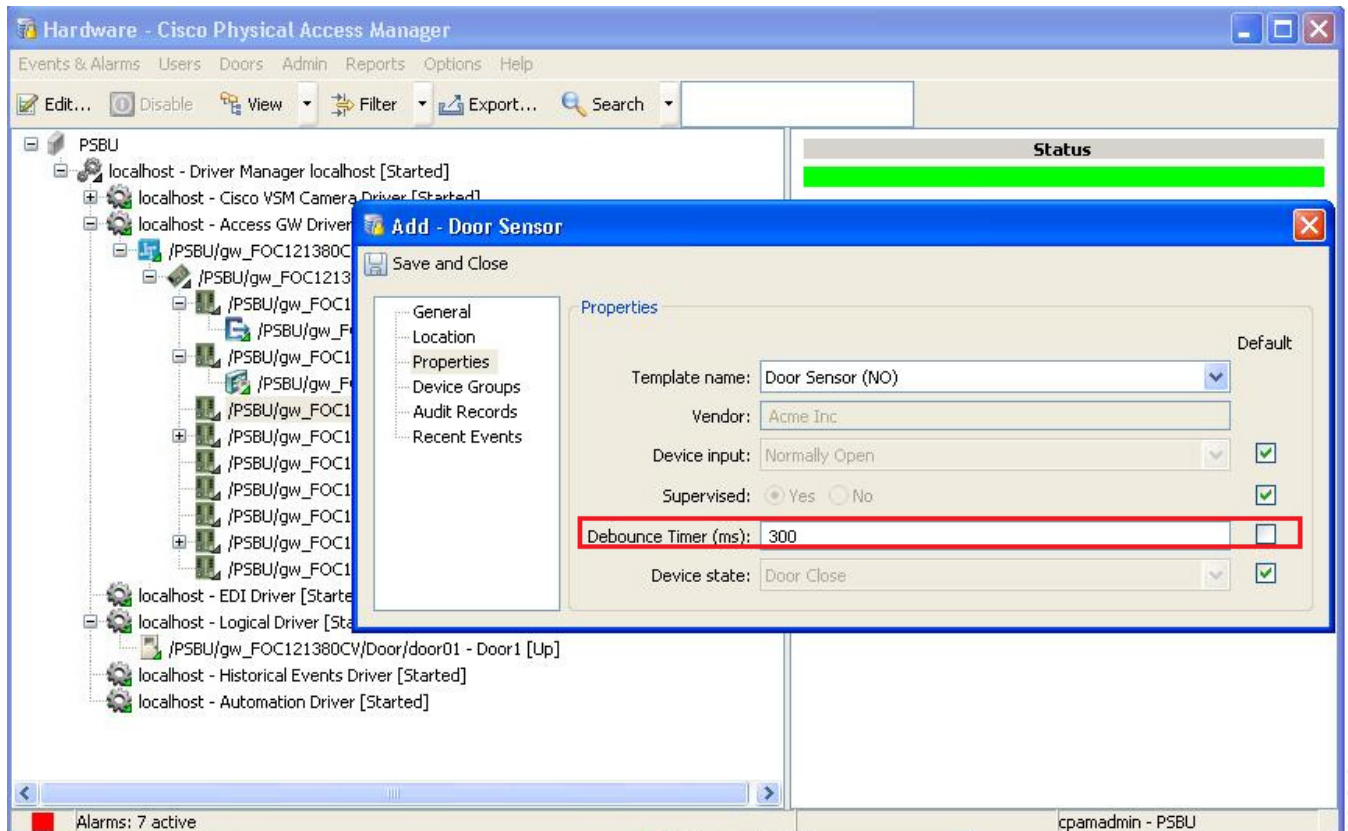 Hardware - Cisco Physical Access Manager
Events & Alarms Users Doors Admin Reports Options Help
Edit... Disable View Filter Export... Search
PSBU
localhost - Driver Manager localhost [Started]
localhost - Cisco VSM Camera Driver [Started]
localhost - Access GW Driver
/PSBU/gw_FOC121380C
/PSBU/gw_FOC1213
/PSBU/gw_FOC1
/PSBU/gw_F
/PSBU/gw_FOC1
/PSBU/gw_F
/PSBU/gw_FOC1
/PSBU/gw_FOC1
/PSBU/gw_FOC1
/PSBU/gw_FOC1
/PSBU/gw_FOC1
/PSBU/gw_FOC1
/PSBU/gw_FOC1
localhost - EDI Driver [Starte
localhost - Logical Driver [Sta
/PSBU/gw_FOC121380CV/Door/door01 - Door1 [Up]
localhost - Historical Events Driver [Started]
localhost - Automation Driver [Started]
Status
Add - Door Sensor
Save and Close
General
Location
Properties
Device Groups
Audit Records
Recent Events
Properties
Default
Template name: Door Sensor (NO)
Vendor: Acme Inc
Device input: Normally Open
Supervised: Yes No
Debounce Timer (ms): 300
Device state: Door Close
Alarms: 7 active
cpamadmin - PSBU